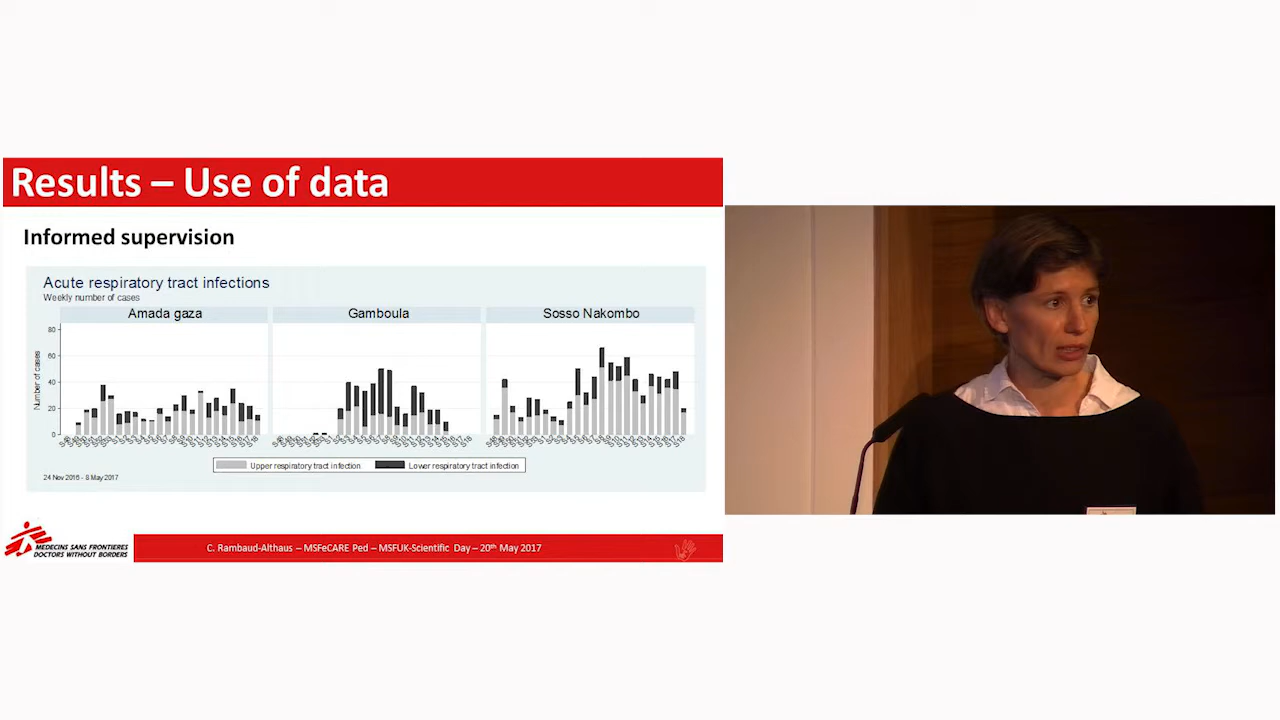 Results – Use of data
Informed supervision
Acute respiratory tract infections
Weekly number of cases
Amada gaza
Gamboula
Sosso Nakombo
80
60
40
20
0
Number of cases
Upper respiratory tract infection
Lower respiratory tract infection
24 Nov 2016 - 8 May 2017
MEDECINS SANS FRONTIERES
DOCTORS WITHOUT BORDERS
C. Rambaud-Althaus – MSFeCARE Ped – MSFUK-Scientific Day – 20th May 2017